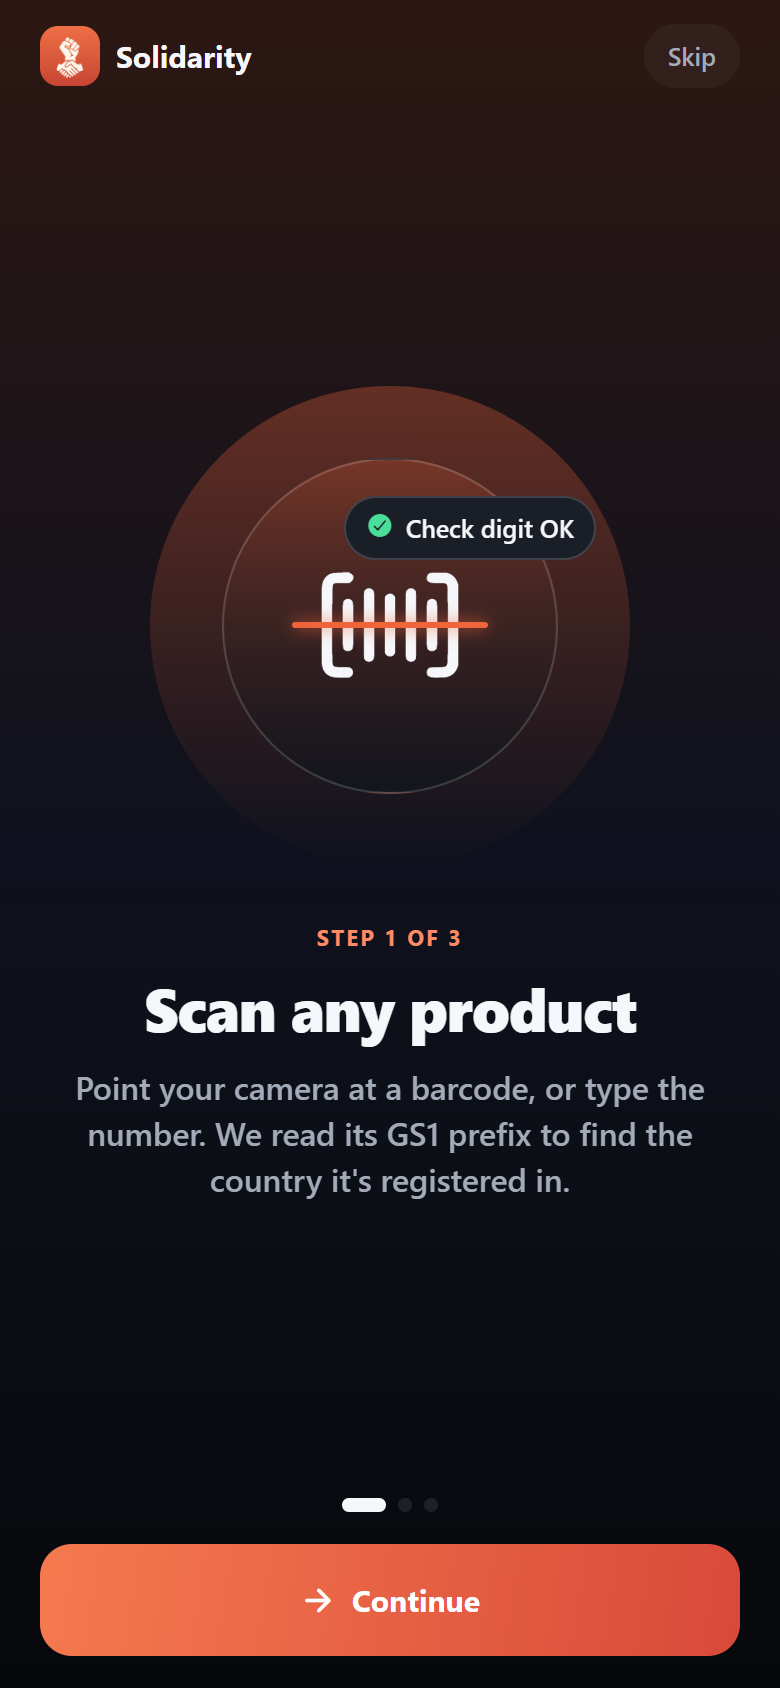 Solidarity
Skip
Check digit OK
STEP 1 OF 3
Scan any product
Point your camera at a barcode, or type the
number. We read its GS1 prefix to find the
country it's registered in.
Continue